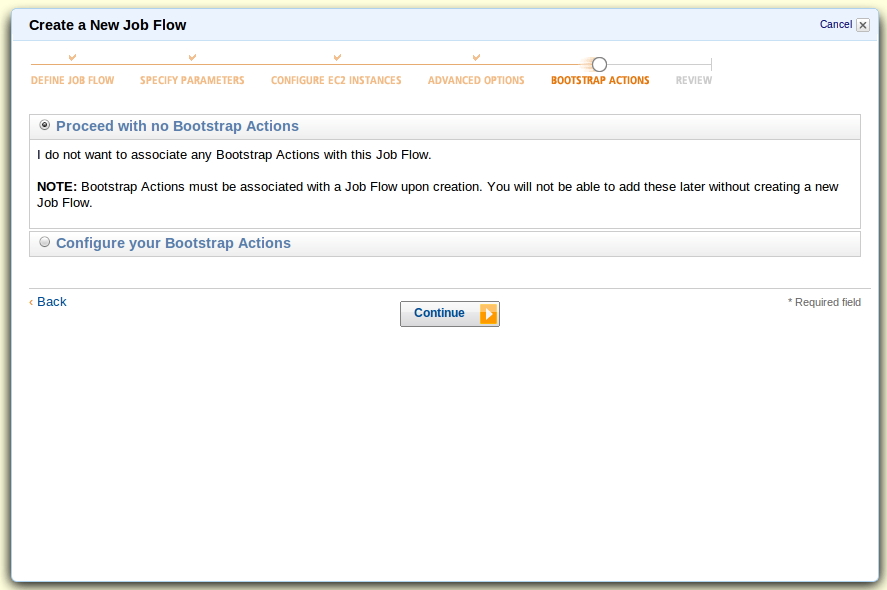 Create a New Job Flow
Cancel
DEFINE JOB FLOW SPECIFY PARAMETERS CONFIGURE EC2 INSTANCES ADVANCED OPTIONS BOOTSTRAP ACTIONS REVIEW
Proceed with no Bootstrap Actions
I do not want to associate any Bootstrap Actions with this Job Flow.
NOTE: Bootstrap Actions must be associated with a Job Flow upon creation. You will not be able to add these later without creating a new
Job Flow.
Configure your Bootstrap Actions
‹ Back
Continue
* Required field